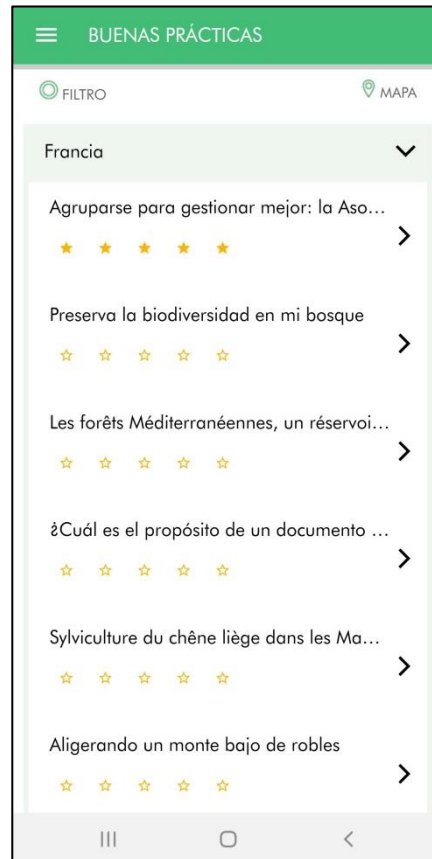 BUENAS PRÁCTICAS
FILTRO
MAPA
Francia
Agruparse para gestionar mejor: la Aso...
Preserva la biodiversidad en mi bosque
Les forêts Méditerranéennes, un réservoi...
¿Cuál es el propósito de un documento ...
Sylviculture du chêne liège dans les Ma...
Aligerando un monte bajo de robles